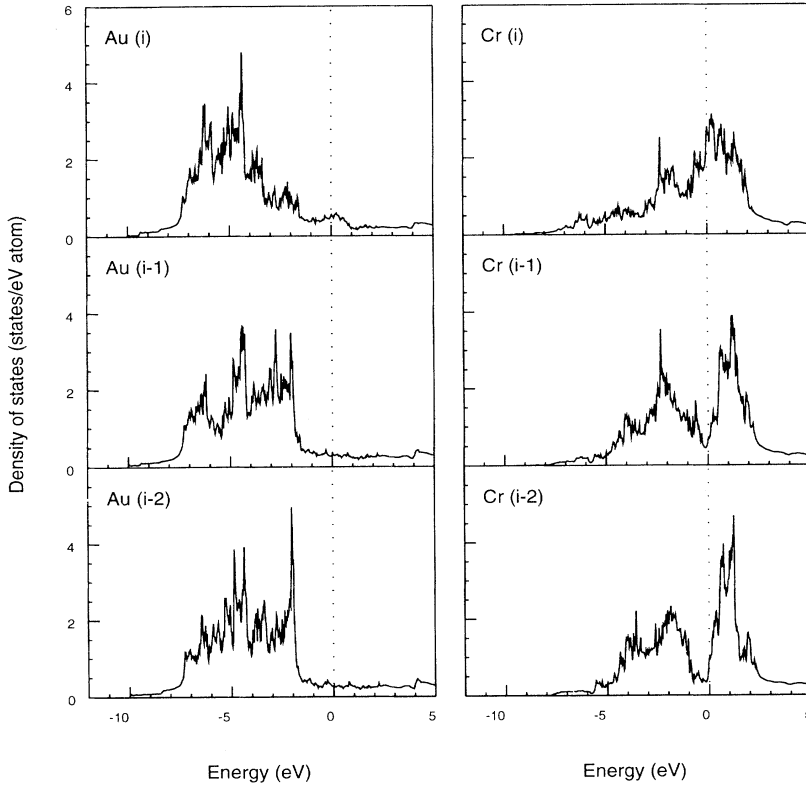 Density of states (states/eV atom)
Au (i)
6
4
2
0
Cr (i)
Au (i-1)
4
2
0
Cr (i-1)
Au (i-2)
4
2
0
Cr (i-2)
-10 -5 0 5
-10 -5 0 5
Energy (eV)
Energy (eV)